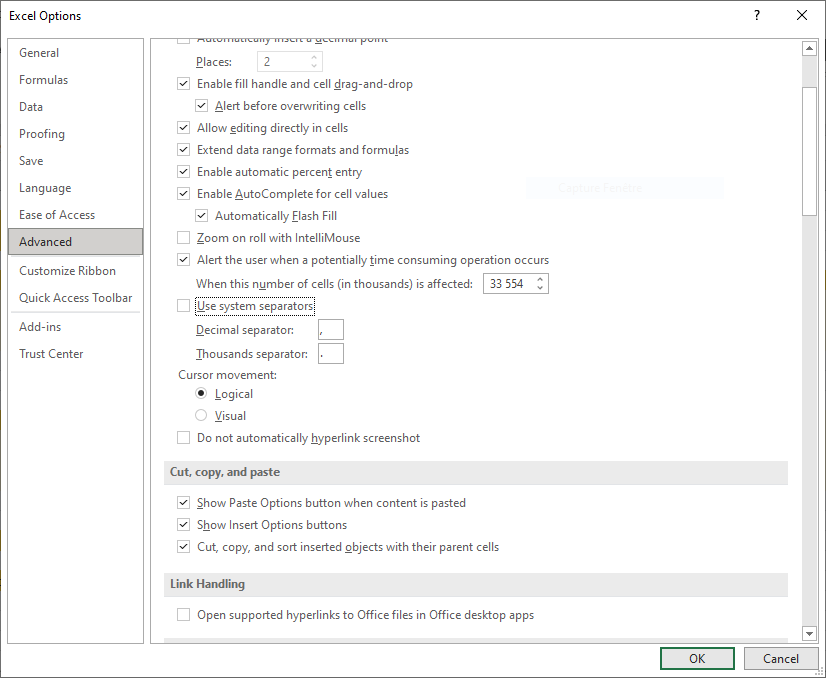 Excel Options
?
General
Formulas
Data
Proofing
Save
Language
Ease of Access
Advanced
Customize Ribbon
Quick Access Toolbar
Add-ins
Trust Center
Automatically insert a decimal point
Places: 2
Enable fill handle and cell drag-and-drop
Alert before overwriting cells
Allow editing directly in cells
Extend data range formats and formulas
Enable automatic percent entry
Enable AutoComplete for cell values
Automatically Flash Fill
Zoom on roll with IntelliMouse
Alert the user when a potentially time consuming operation occurs
When this number of cells (in thousands) is affected: 33 554
Use system separators
Decimal separator: ,
Thousands separator: .
Cursor movement:
Logical
Visual
Do not automatically hyperlink screenshot
Cut, copy, and paste
Show Paste Options button when content is pasted
Show Insert Options buttons
Cut, copy, and sort inserted objects with their parent cells
Link Handling
Open supported hyperlinks to Office files in Office desktop apps
OK
Cancel
Capture Fenêtre